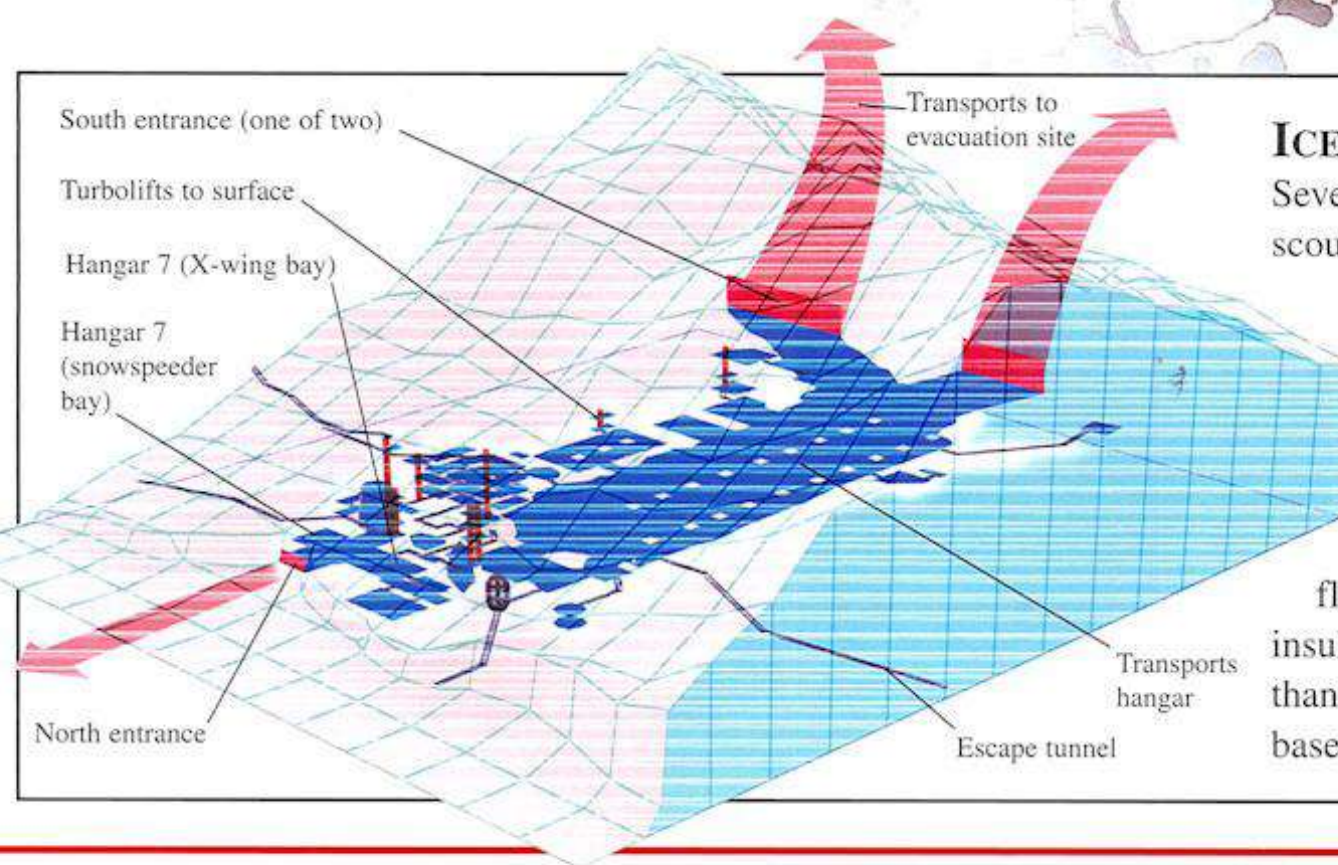 South entrance (one of two)
Turbolifts to surface
Hangar 7 (X-wing bay)
Hangar 7
(snowspeeder
bay)
North entrance
Transports to
evacuation site
Transports
hangar
Escape tunnel
ICE
Seve
scou
fl
insu
than
base